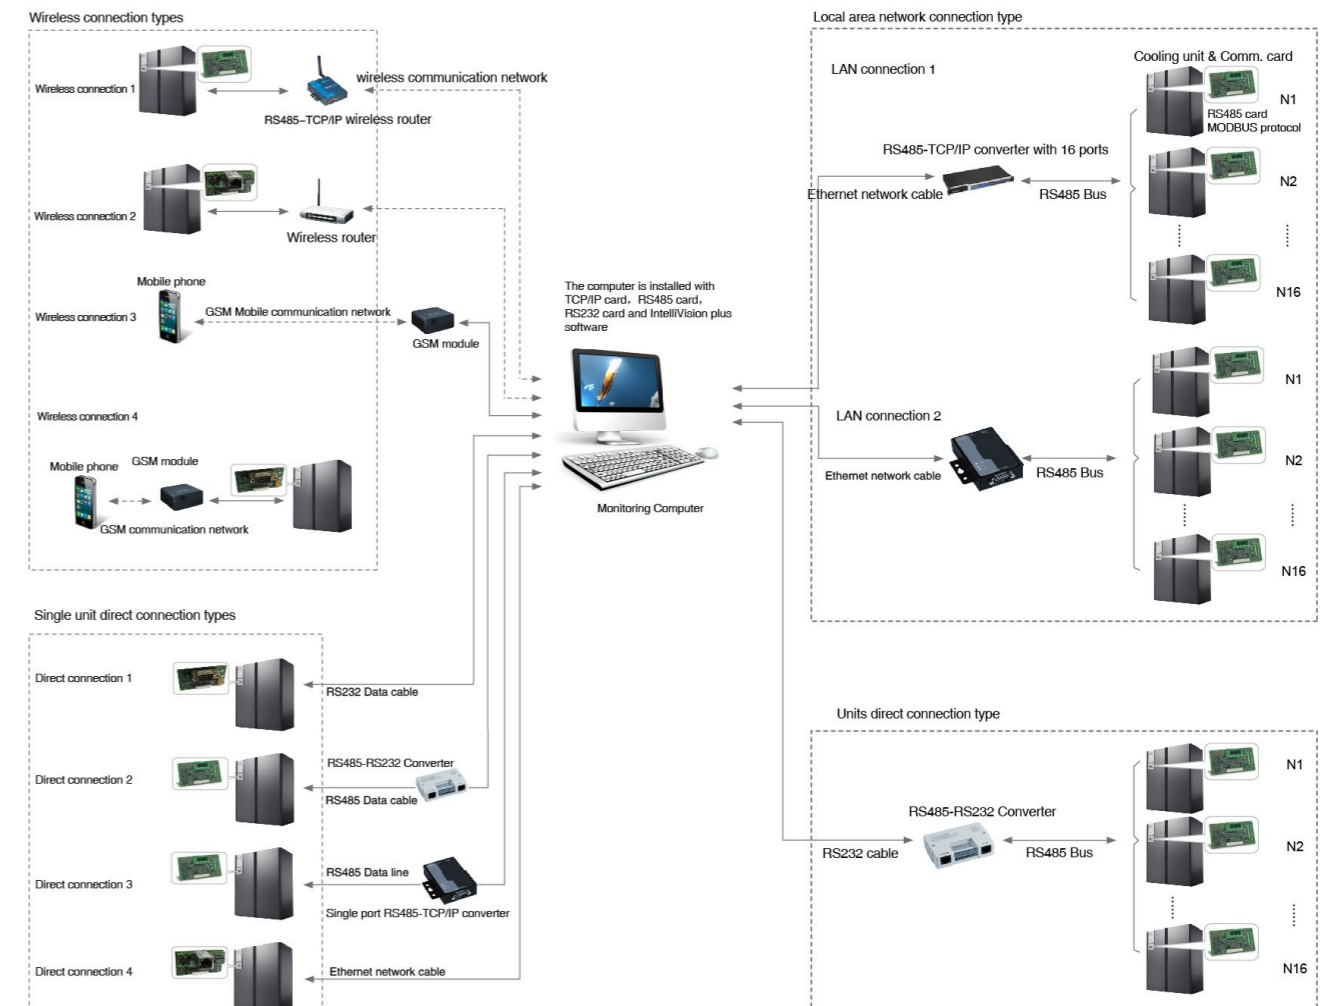 Wireless connection types
Wireless connection 1
RS485-TCP/IP wireless router
wireless communication network
Wireless connection 2
Wireless router
Mobile phone
Wireless connection 3
GSM Mobile communication network
GSM module
Wireless connection 4
Mobile phone
GSM module
GSM communication network
Single unit direct connection types
Direct connection 1
RS232 Data cable
Direct connection 2
RS485-RS232 Converter
RS485 Data cable
Direct connection 3
RS485 Data line
Single port RS485-TCP/IP converter
Direct connection 4
Ethernet network cable
The computer is installed with
TCP/IP card, RS485 card,
RS232 card and IntelliVision plus
software
Monitoring Computer
Local area network connection type
LAN connection 1
Cooling unit & Comm. card
N1
RS485 card
MODBUS protocol
RS485-TCP/IP converter with 16 ports
Ethernet network cable
RS485 Bus
N2
N16
LAN connection 2
Ethernet network cable
RS485 Bus
N1
N2
N16
Units direct connection type
RS485-RS232 Converter
RS232 cable
RS485 Bus
N1
N2
N16